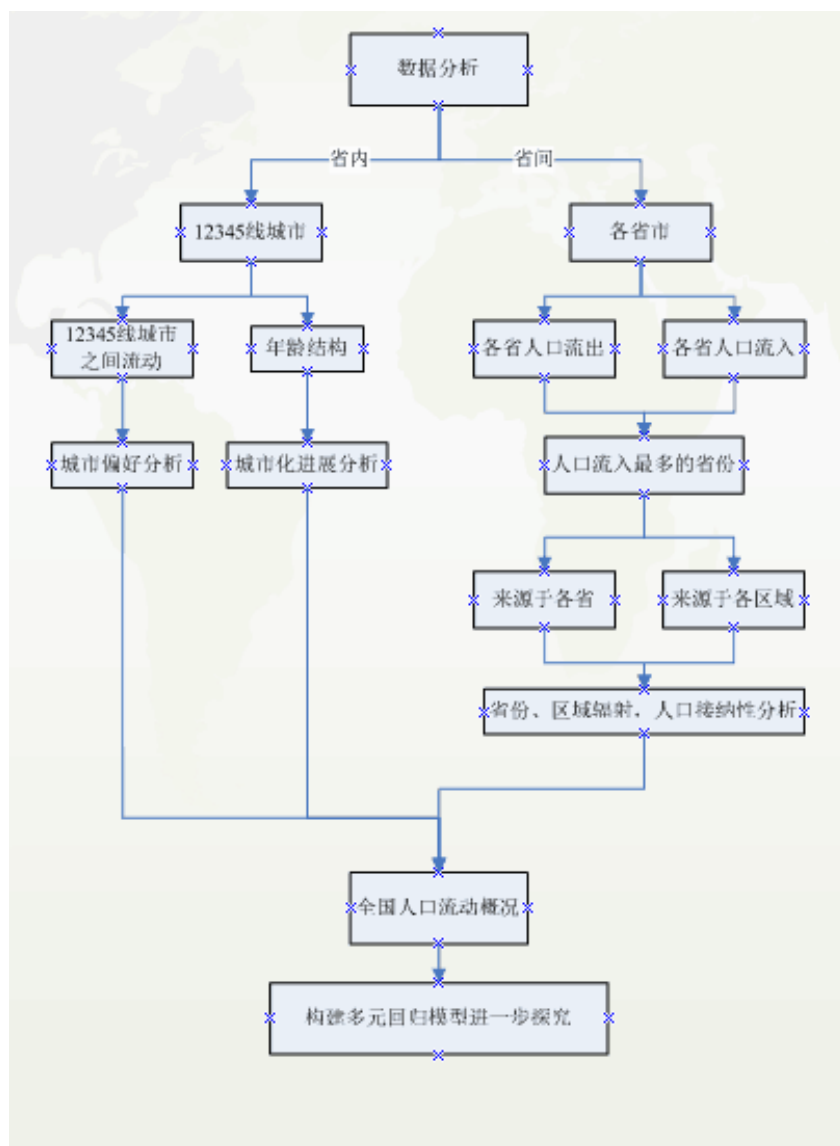 数据分析
省内
省间
12345线城市
各省市
12345线城市
之间流动
年龄结构
各省人口流出
各省人口流入
城市偏好分析
城市化进展分析
人口流入最多的省份
来源于各省
来源于各区域
省份、区域辐射，人口接纳性分析
全国人口流动概况
构建多元回归模型进一步探究